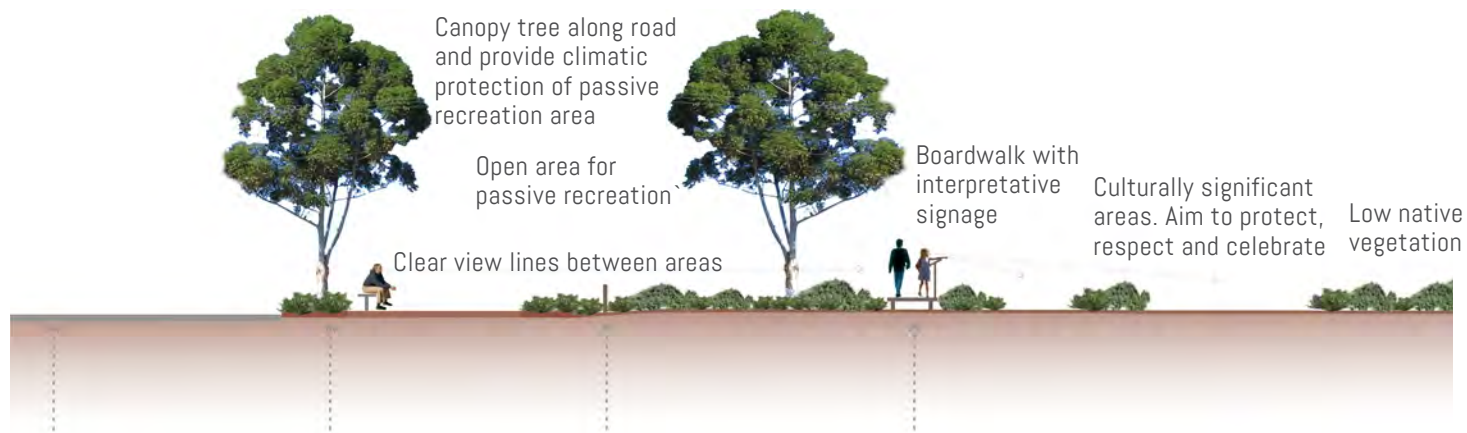 Canopy tree along road
and provide climatic
protection of passive
recreation area
Open area for
passive recreation`
Clear view lines between areas
Boardwalk with
interpretative
signage
Culturally significant
areas. Aim to protect,
respect and celebrate
Low native
vegetation